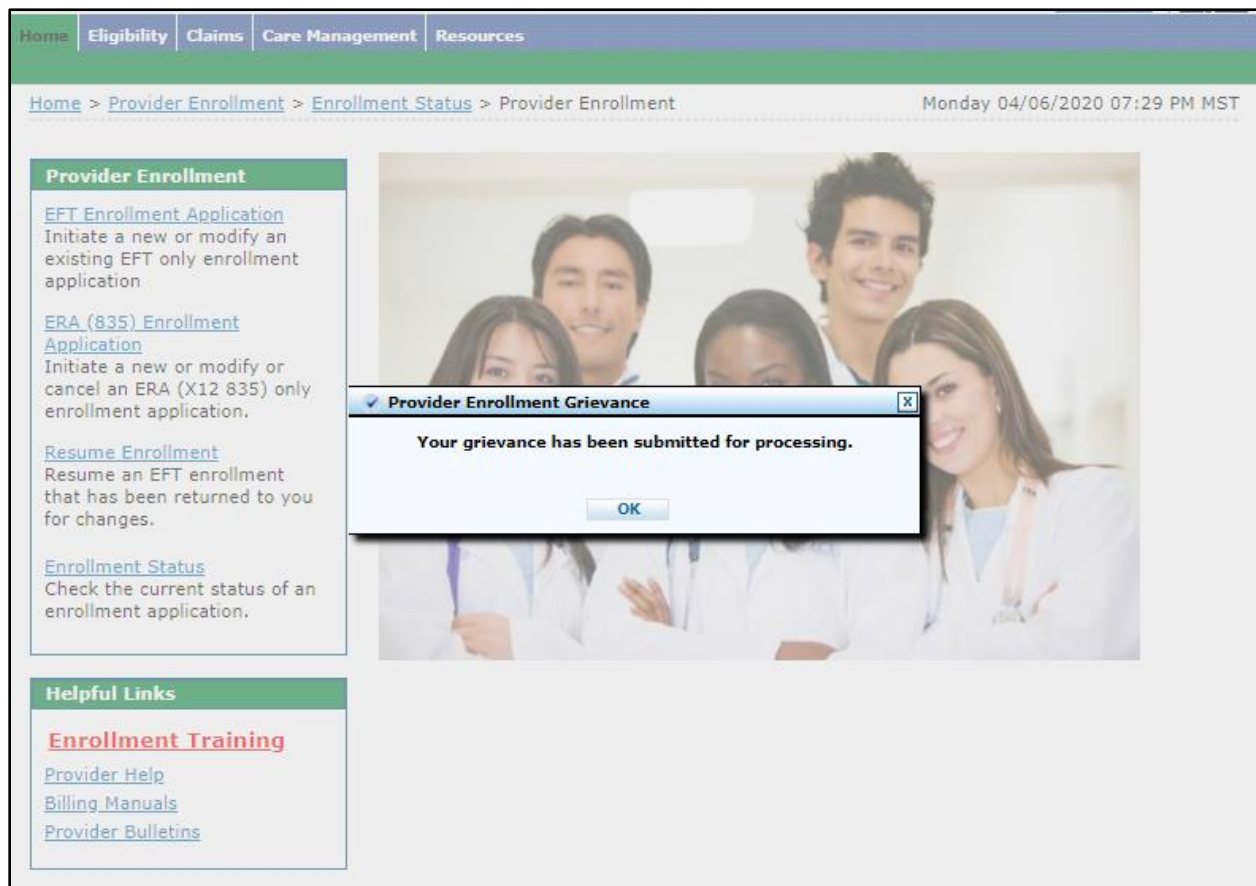 Home Eligibility Claims Care Management Resources
Home > Provider Enrollment > Enrollment Status > Provider Enrollment Monday 04/06/2020 07:29 PM MST
Provider Enrollment
EFT Enrollment Application
Initiate a new or modify an
existing EFT only enrollment
application
ERA (835) Enrollment
Application
Initiate a new or modify or
cancel an ERA (X12 835) only
enrollment application.
Resume Enrollment
Resume an EFT enrollment
that has been returned to you
for changes.
Enrollment Status
Check the current status of an
enrollment application.
Provider Enrollment Grievance X
Your grievance has been submitted for processing.
OK
Helpful Links
Enrollment Training
Provider Help
Billing Manuals
Provider Bulletins